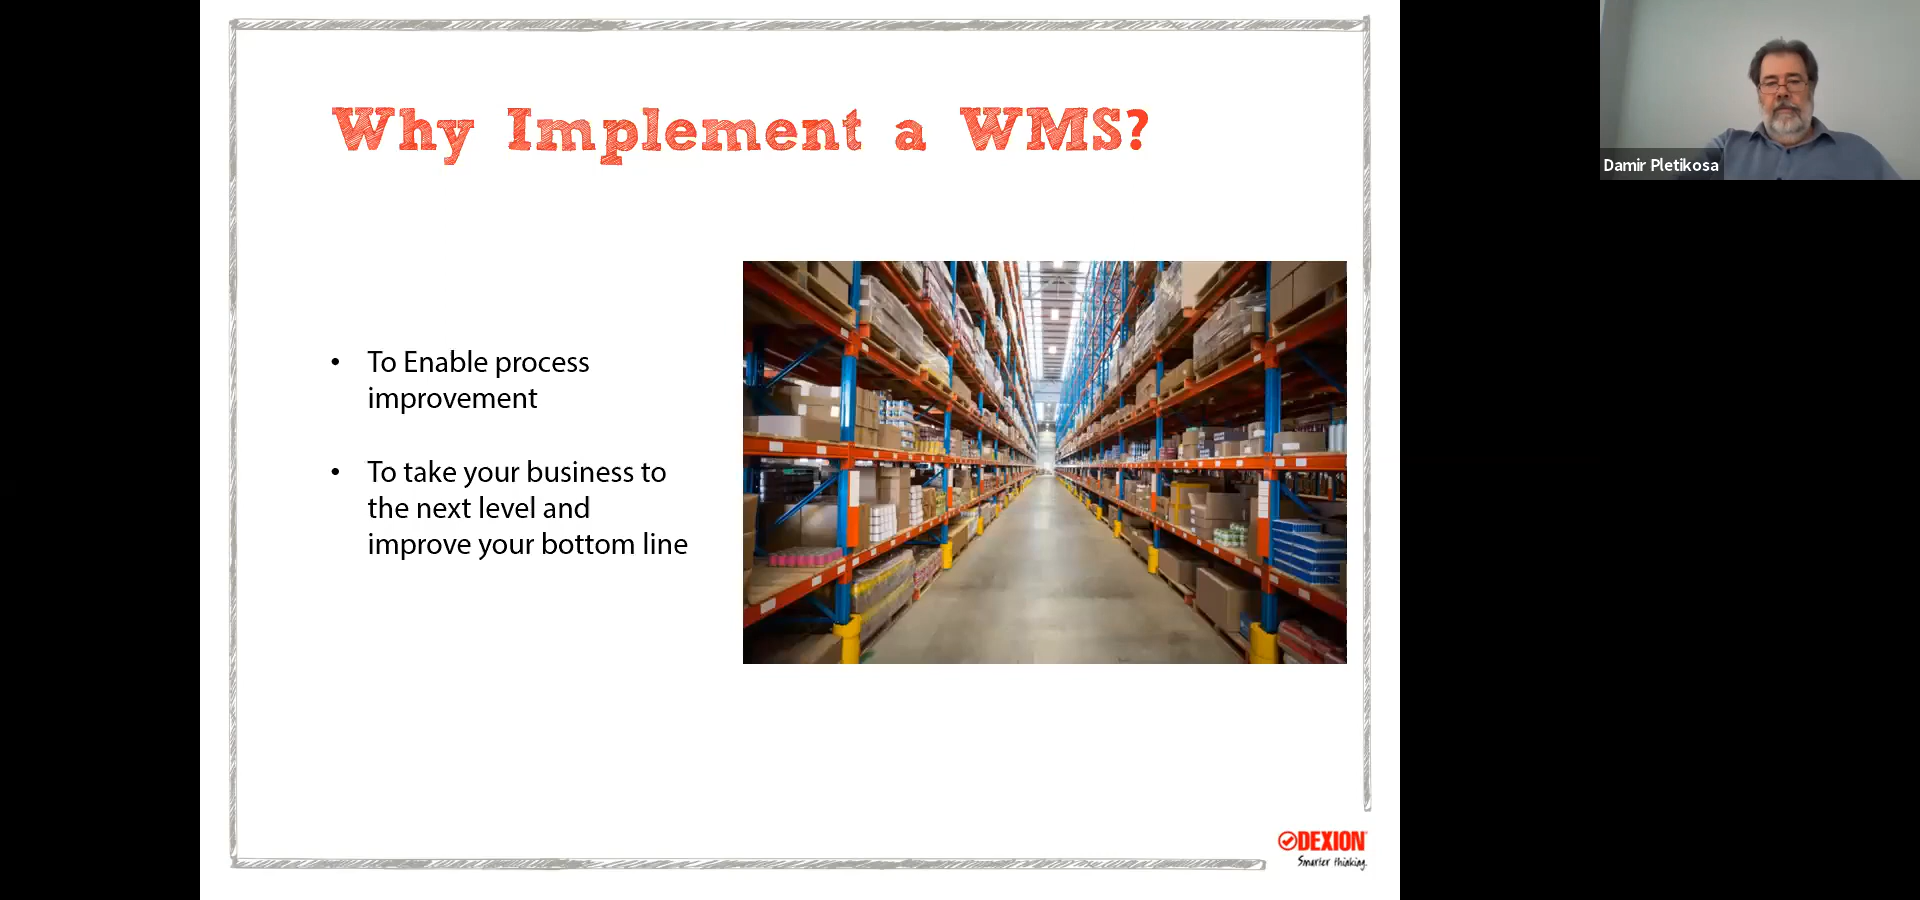 Why Implement a WMS?
Damir Pletikosa
• To Enable process
improvement
• To take your business to
the next level and
improve your bottom line
DEXION
Smarter thinking.